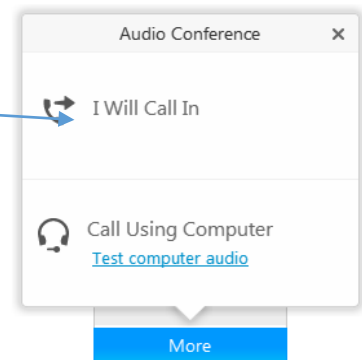 Audio Conference
I Will Call In
Call Using Computer
Test computer audio
More